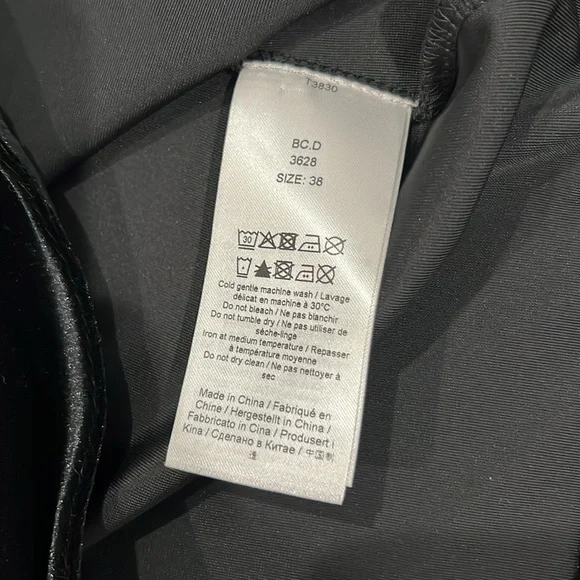 T3830
BC.D
3628
SIZE: 38
30
Cold gentle machine wash / Lavage
délicat en machine à 30°C
Do not bleach / Ne pas blanchir
Do not tumble dry / Ne pas utiliser de
sèche-linge
Iron at medium temperature / Repasser
à température moyenne
Do not dry clean / Ne pas nettoyer à
sec
Made in China / Fabriqué en
Chine / Hergestellt in China /
Fabbricato in Cina / Produsert i
Kina / Сделано в Китае / 中国制
造